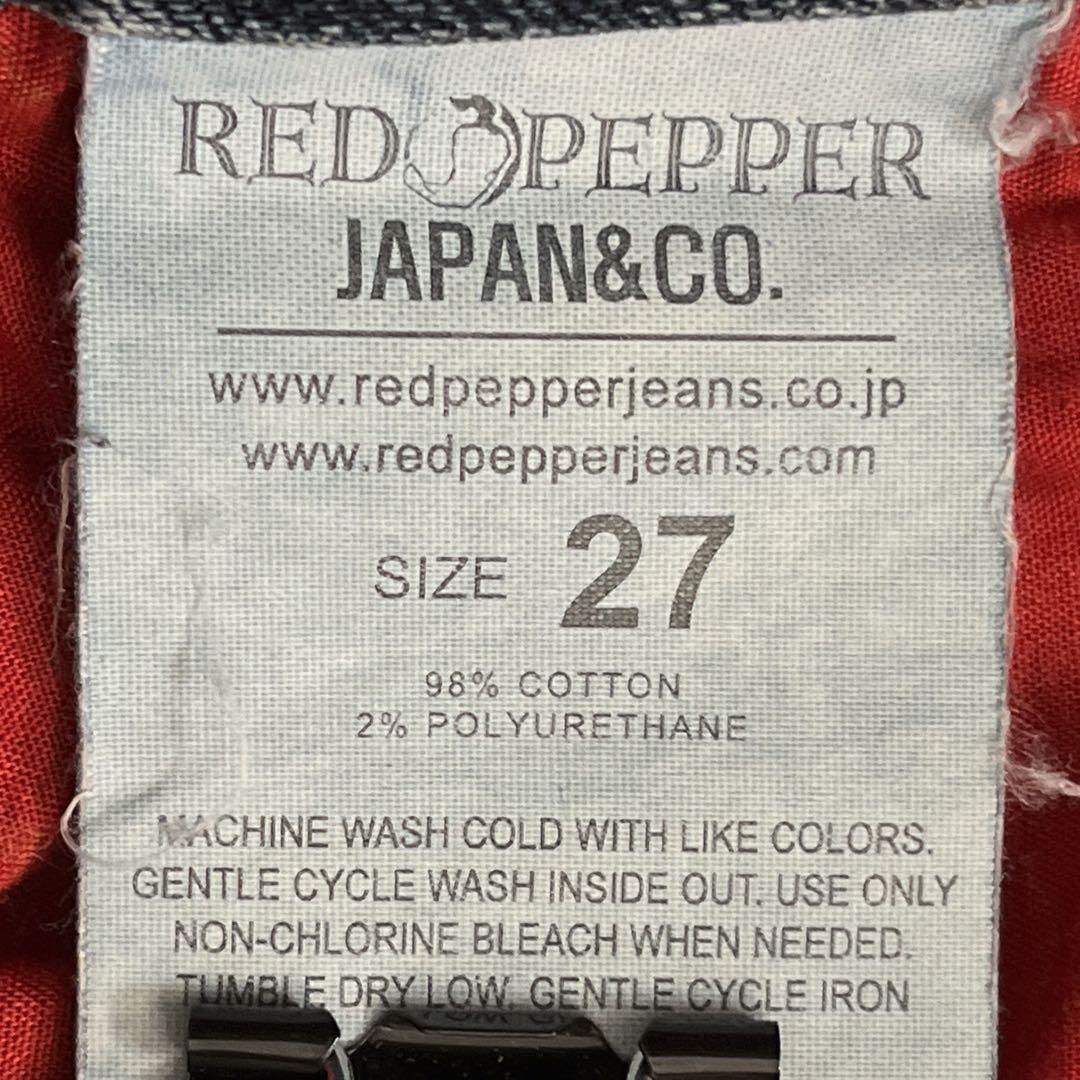 RED PEPPER
JAPAN&CO.
www.redpepperjeans.co.jp
www.redpepperjeans.com
SIZE 27
98% COTTON
2% POLYURETHANE
MACHINE WASH COLD WITH LIKE COLORS.
GENTLE CYCLE WASH INSIDE OUT. USE ONLY
NON-CHLORINE BLEACH WHEN NEEDED.
TUMBLE DRY LOW. GENTLE CYCLE IRON